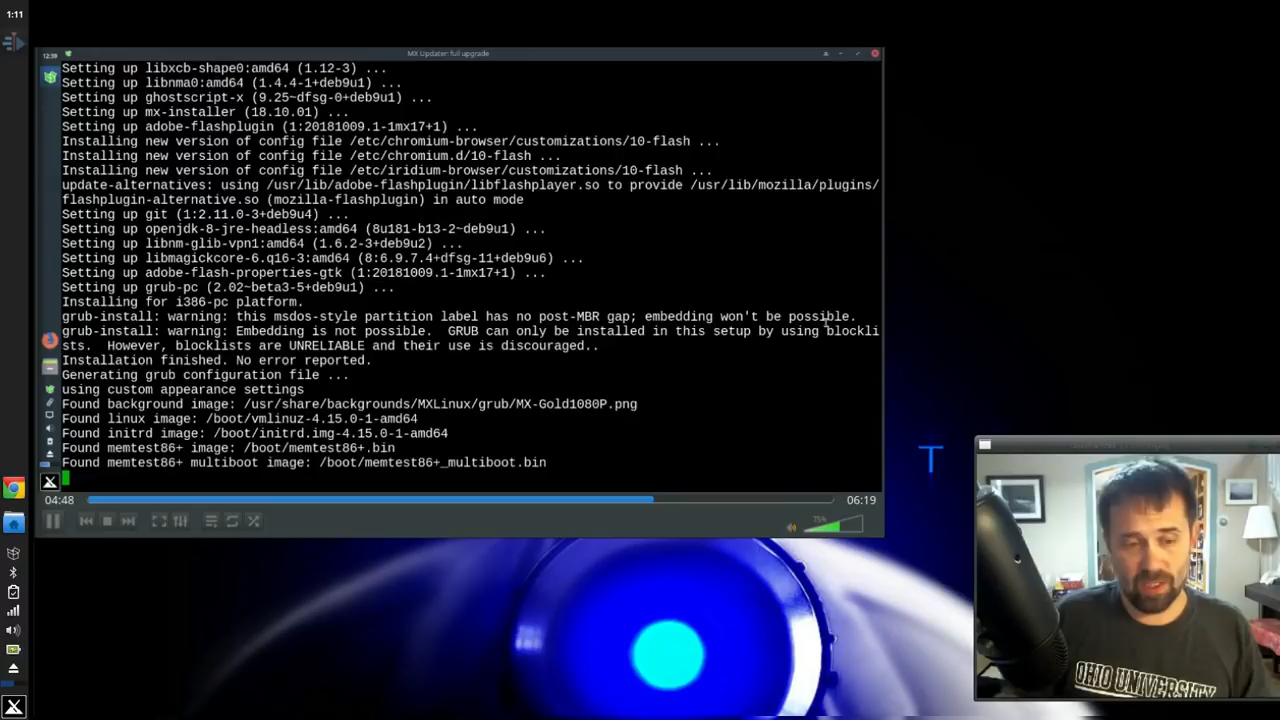 1:11
12:39
MX Updater: full upgrade
Setting up libxcb-shape0:amd64 (1.12-3) ...
Setting up libnma0:amd64 (1.4.4-1+deb9u1) ...
Setting up ghostscript-x (9.25~dfsg-0+deb9u1) ...
Setting up mx-installer (18.10.01) ...
Setting up adobe-flashplugin (1:20181009.1-1mx17+1) ...
Installing new version of config file /etc/chromium-browser/customizations/10-flash ...
Installing new version of config file /etc/chromium.d/10-flash ...
Installing new version of config file /etc/iridium-browser/customizations/10-flash ...
update-alternatives: using /usr/lib/adobe-flashplugin/libflashplayer.so to provide /usr/lib/mozilla/plugins/
flashplugin-alternative.so (mozilla-flashplugin) in auto mode
Setting up git (1:2.11.0-3+deb9u4) ...
Setting up openjdk-8-jre-headless:amd64 (8u181-b13-2~deb9u1) ...
Setting up libnm-glib-vpn1:amd64 (1.6.2-3+deb9u2) ...
Setting up libmagickcore-6.q16-3:amd64 (8:6.9.7.4+dfsg-11+deb9u6) ...
Setting up adobe-flash-properties-gtk (1:20181009.1-1mx17+1) ...
Setting up grub-pc (2.02~beta3-5+deb9u1) ...
Installing for i386-pc platform.
grub-install: warning: this msdos-style partition label has no post-MBR gap; embedding won't be possible.
grub-install: warning: Embedding is not possible.  GRUB can only be installed in this setup by using blockli
sts.  However, blocklists are UNRELIABLE and their use is discouraged..
Installation finished. No error reported.
Generating grub configuration file ...
using custom appearance settings
Found background image: /usr/share/backgrounds/MXLinux/grub/MX-Gold1080P.png
Found linux image: /boot/vmlinuz-4.15.0-1-amd64
Found initrd image: /boot/initrd.img-4.15.0-1-amd64
Found memtest86+ image: /boot/memtest86+.bin
Found memtest86+ multiboot image: /boot/memtest86+_multiboot.bin
04:48
06:19
75%
T
OHIO UNIVERSITY